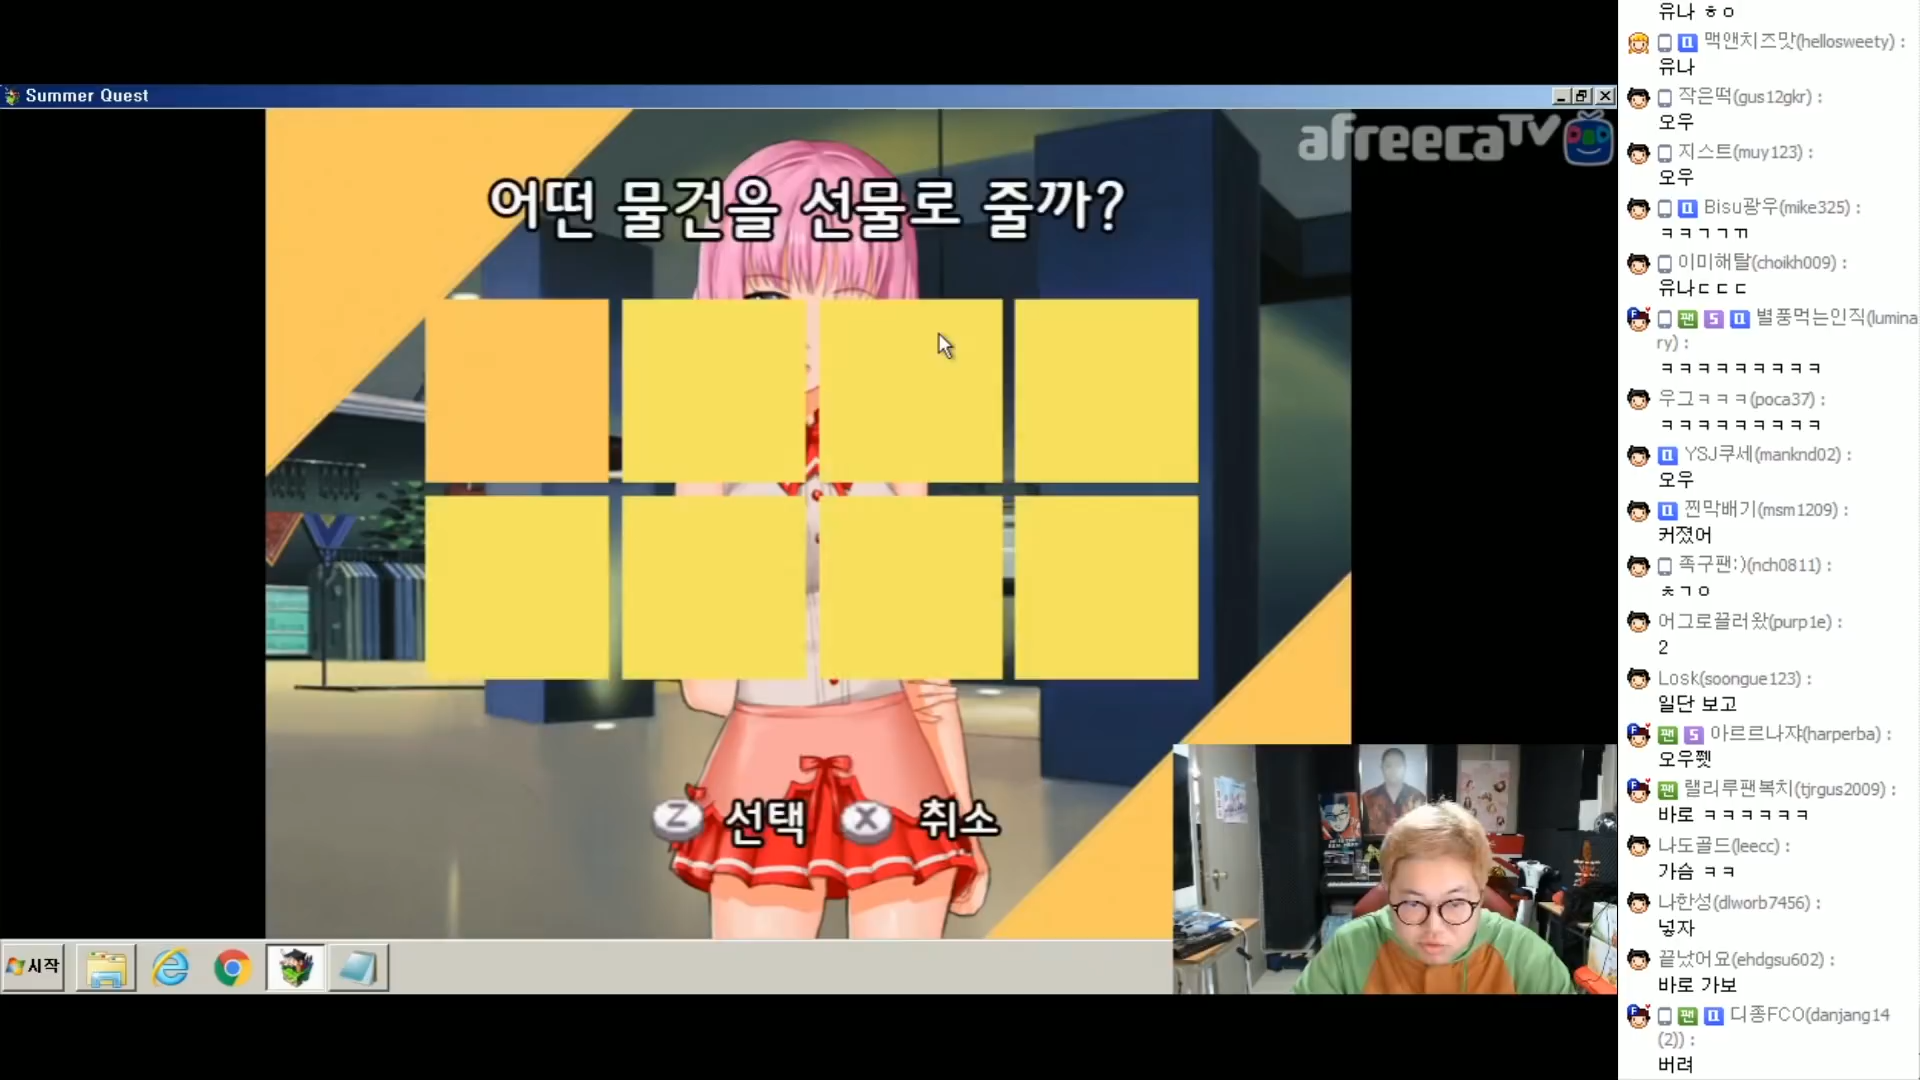 Summer Quest
afreecaTV
어떤 물건을 선물로 줄까?
Z 선택 X 취소
시작
유나 ㅎㅇ
맥앤치즈맛(hellosweety) :
유나
작은떡(gus12gkr) :
오우
지스트(muy123) :
오우
Bisu광우(mike325) :
ㅋㅋㄱㄱㄲ
이미해탈(choikh009) :
유나ㄷㄷㄷ
팬 S 별풍먹는인직(lumina
ry) :
ㅋㅋㅋㅋㅋㅋㅋㅋㅋ
우그ㅋㅋㅋ(poca37) :
ㅋㅋㅋㅋㅋㅋㅋㅋㅋ
YSJ쿠세(manknd02) :
오우
찐막배기(msm1209) :
커졌어
족구팬:)(nch0811) :
ㅊㄱㅇ
어그로끌러왔(purp1e) :
2
Losk(soongue123) :
일단 보고
팬 S 아르르나쟈(harperba) :
오우쀗
팬 랠리루팬복치(tjrgus2009) :
바로 ㅋㅋㅋㅋㅋㅋ
나도골드(leecc) :
가슴 ㅋㅋ
나한성(dlworb7456) :
넣자
끝났어요(ehdgsu602) :
바로 가보
팬 디종FCO(danjang14
(2)) :
버려